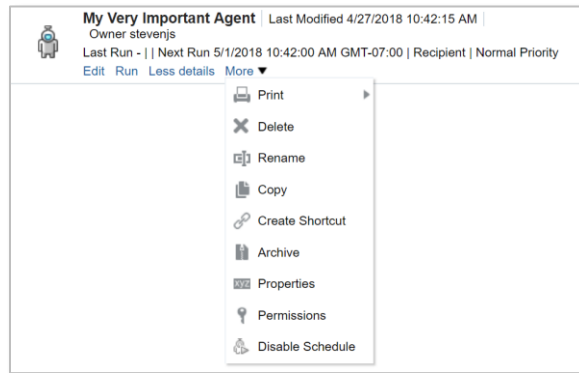 My Very Important Agent Last Modified 4/27/2018 10:42:15 AM
Owner stevenjs
Last Run - | | Next Run 5/1/2018 10:42:00 AM GMT-07:00 | Recipient | Normal Priority
Edit Run Less details More
Print
Delete
Rename
Copy
Create Shortcut
Archive
xyz Properties
Permissions
Disable Schedule